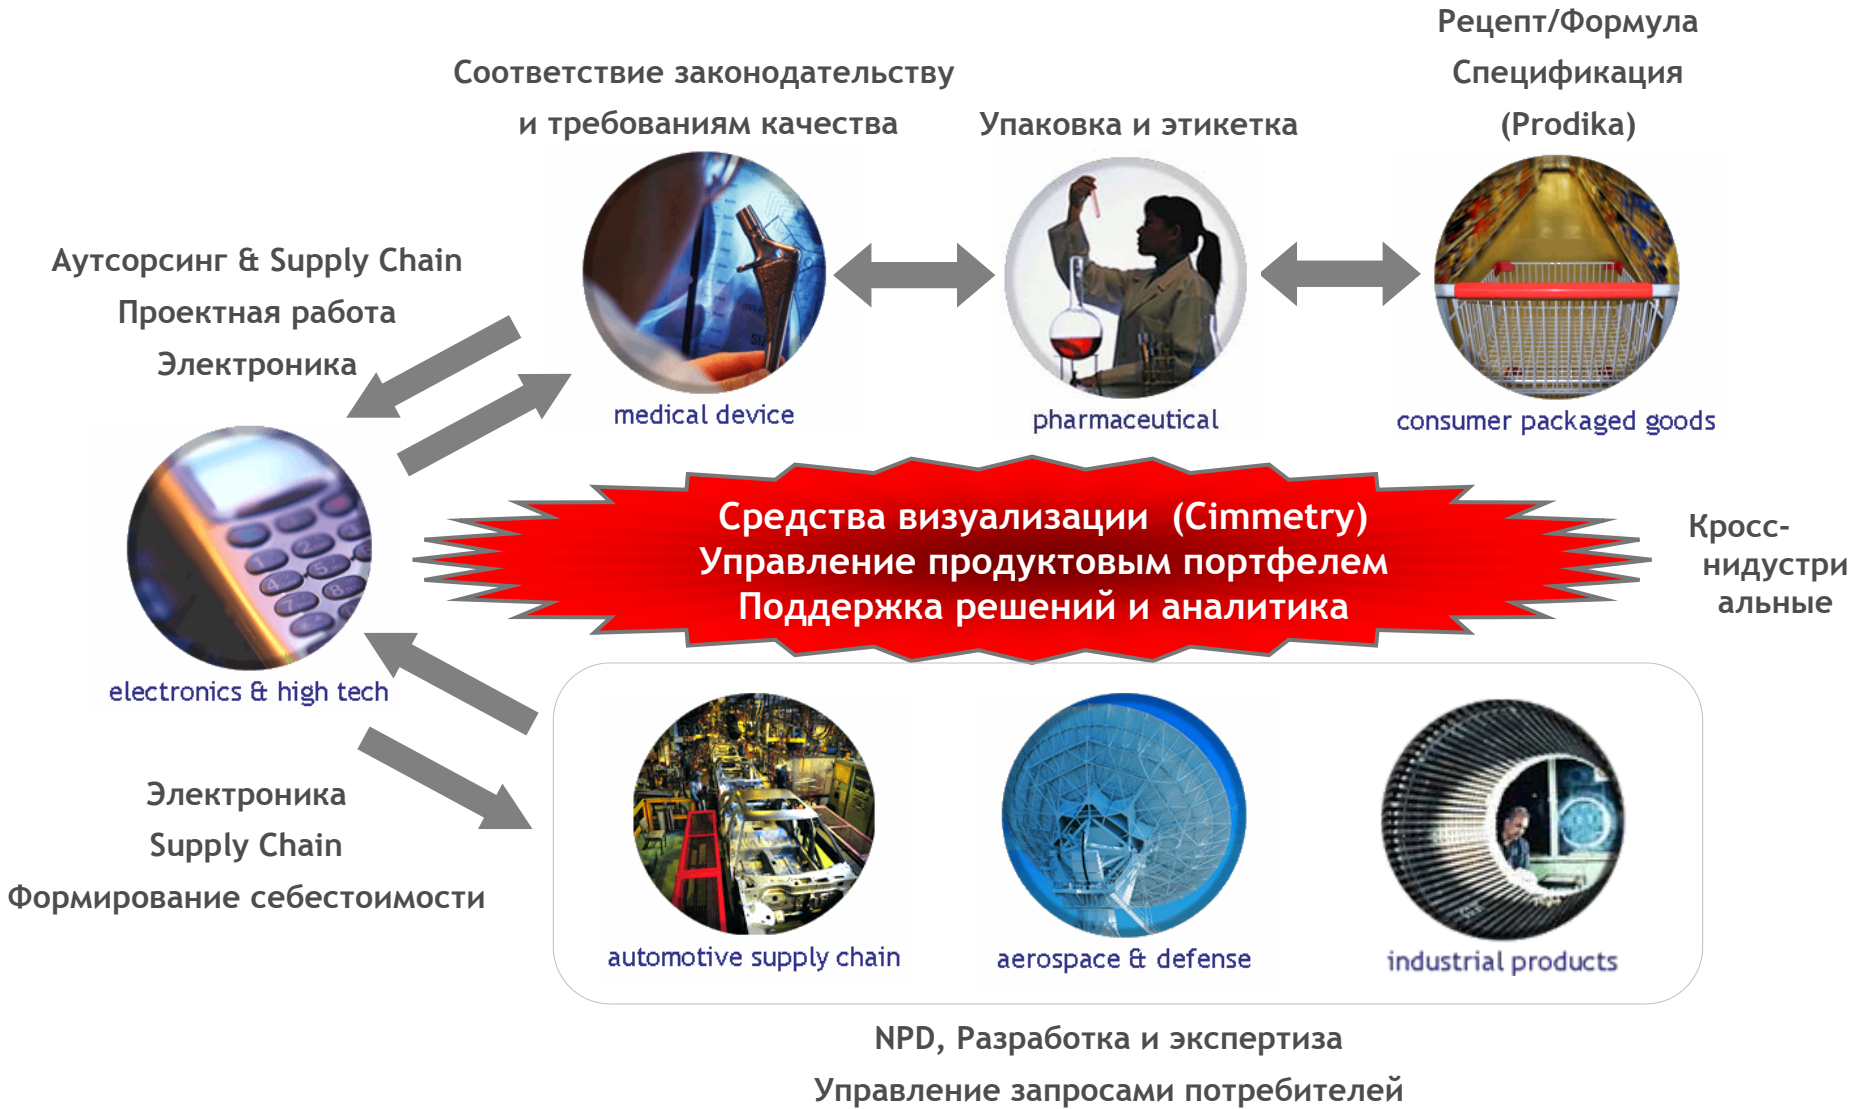 Рецепт/Формула
Спецификация
(Prodika)
Соответствие законодательству
и требованиям качества
Упаковка и этикетка
Аутсорсинг & Supply Chain
Проектная работа
Электроника
medical device
pharmaceutical
consumer packaged goods
Средства визуализации (Cimmetry)
Управление продуктовым портфелем
Поддержка решений и аналитика
Кросс-
нидустри
альные
electronics & high tech
Электроника
Supply Chain
Формирование себестоимости
automotive supply chain
aerospace & defense
industrial products
NPD, Разработка и экспертиза
Управление запросами потребителей